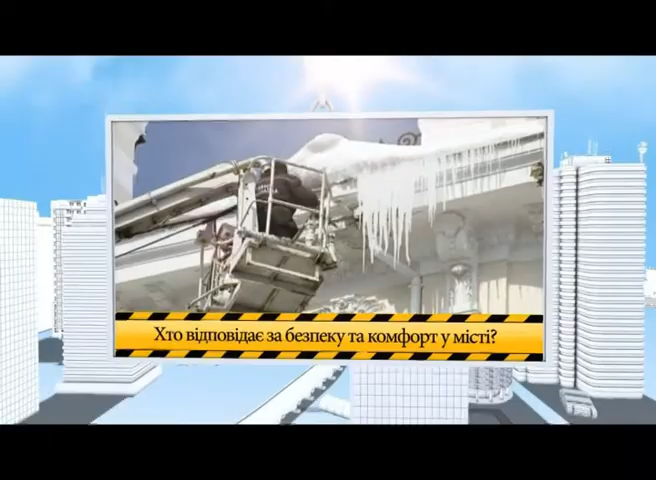 Хто відповідає за безпеку та комфорт у місті?